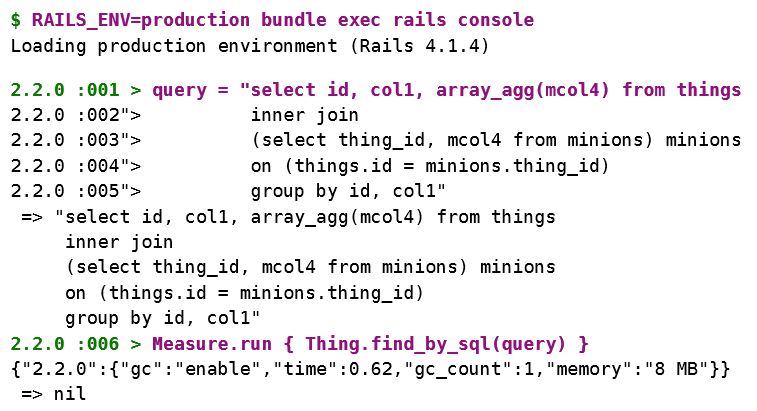 $ RAILS_ENV=production bundle exec rails console
Loading production environment (Rails 4.1.4)
2.2.0 :001 > query = "select id, col1, array_agg(mcol4) from things
2.2.0 :002">          inner join
2.2.0 :003">          (select thing_id, mcol4 from minions) minions
2.2.0 :004">          on (things.id = minions.thing_id)
2.2.0 :005">          group by id, col1"
 => "select id, col1, array_agg(mcol4) from things
     inner join
     (select thing_id, mcol4 from minions) minions
     on (things.id = minions.thing_id)
     group by id, col1"
2.2.0 :006 > Measure.run { Thing.find_by_sql(query) }
{"2.2.0":{"gc":"enable","time":0.62,"gc_count":1,"memory":"8 MB"}}
 => nil